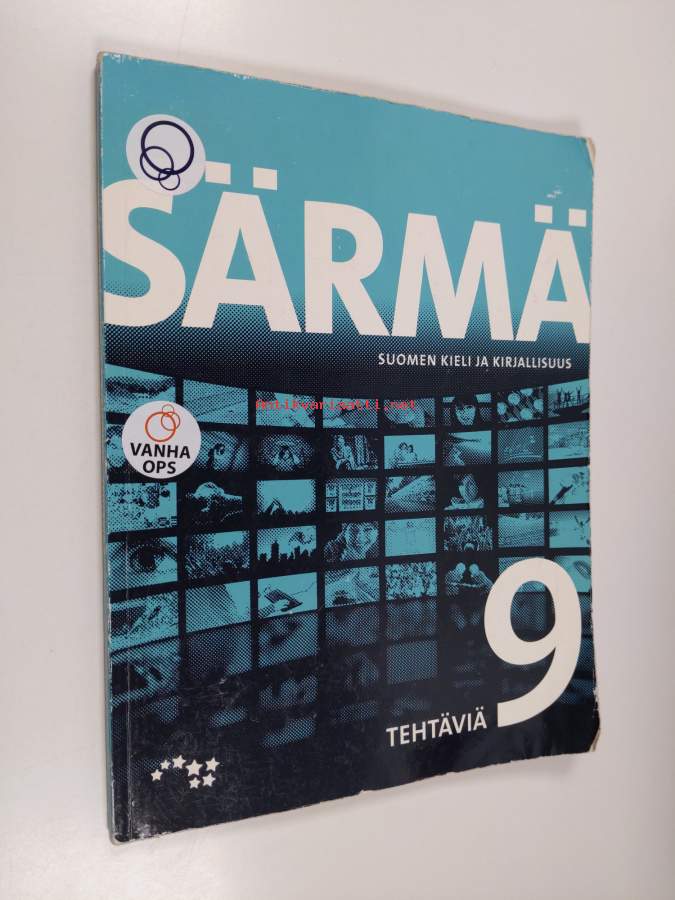 SÄRMÄ
SUOMEN KIELI JA KIRJALLISUUS
antikvariaatti.net
VANHA
OPS
9
TEHTÄVIÄ